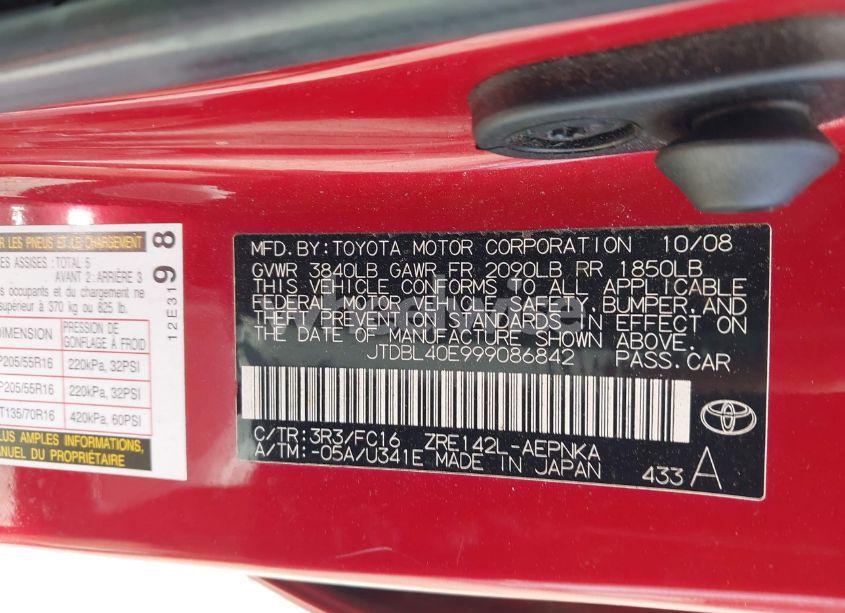 R LES PNEUS ET LE CHARGEMENT
ES ASSISES : TOTAL 5
AVANT 2 : ARRIÈRE 3
s occupants et du chargement ne
supérieur à 370 kg ou 825 lb.
DIMENSION PRESSION DE GONFLAGE À FROID
P205/55R16 220kPa, 32PSI
P205/55R16 220kPa, 32PSI
T135/70R16 420kPa, 60PSI
LUS AMPLES INFORMATIONS,
ANUEL DU PROPRIÉTAIRE
12E31 98
MFD.BY:TOYOTA MOTOR CORPORATION 10/08
GVWR 3840LB GAWR FR 2090LB RR 1850LB
THIS VEHICLE CONFORMS TO ALL APPLICABLE
FEDERAL MOTOR VEHICLE SAFETY, BUMPER, AND
THEFT PREVENTION STANDARDS IN EFFECT ON
THE DATE OF MANUFACTURE SHOWN ABOVE.
JTDBL40E999086842 PASS.CAR
C/TR:3R3/FC16 ZRE142L-AEPNKA
A/TM:-05A/U341E MADE IN JAPAN
433 A